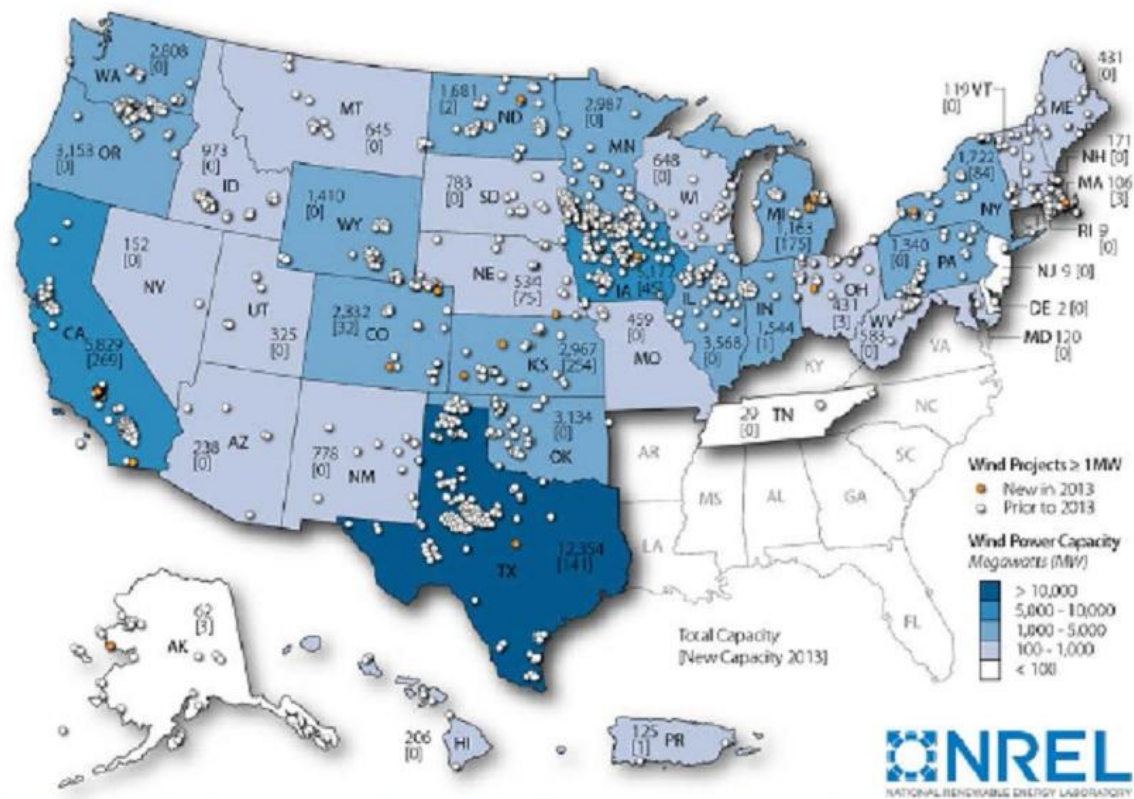 WA
2,808
[0]
MT
645
[0]
1,681
[2]
ND
2,987
[0]
MN
431
[0]
ME
119 VT
[0]
171
[0]
NH
MA 106
[3]
RI 9
[0]
NJ 9 [0]
DE 2 [0]
MD 120
[0]
3,153 OR
[0]
973
[0]
ID
1,410
[0]
WY
783
[0]
SD
648
[0]
WI
MI
1,163
[175]
1,722
[84]
NY
1,340
[0]
PA
152
[0]
NV
UT
325
[0]
2,332
[32]
CO
NE
534
[75]
5,177
IA [45]
IL
3,568
[0]
IN
1,544
[1]
OH
431
[3]
WV
583
[0]
VA
KY
CA
5,829
[269]
KS
2,967
[254]
459
[0]
MO
238
[0]
AZ
778
[0]
NM
3,134
[0]
OK
AR
29
[0]
TN
NC
SC
MS
AL
GA
LA
FL
12,354
[141]
TX
62
[3]
AK
206
[0]
HI
125
[1]
PR
Wind Projects ≥ 1MW
New in 2013
Prior to 2013
Wind Power Capacity
Megawatts (MW)
> 10,000
5,000 - 10,000
1,000 - 5,000
100 - 1,000
< 100
Total Capacity
[New Capacity 2013]
NREL
NATIONAL RENEWABLE ENERGY LABORATORY